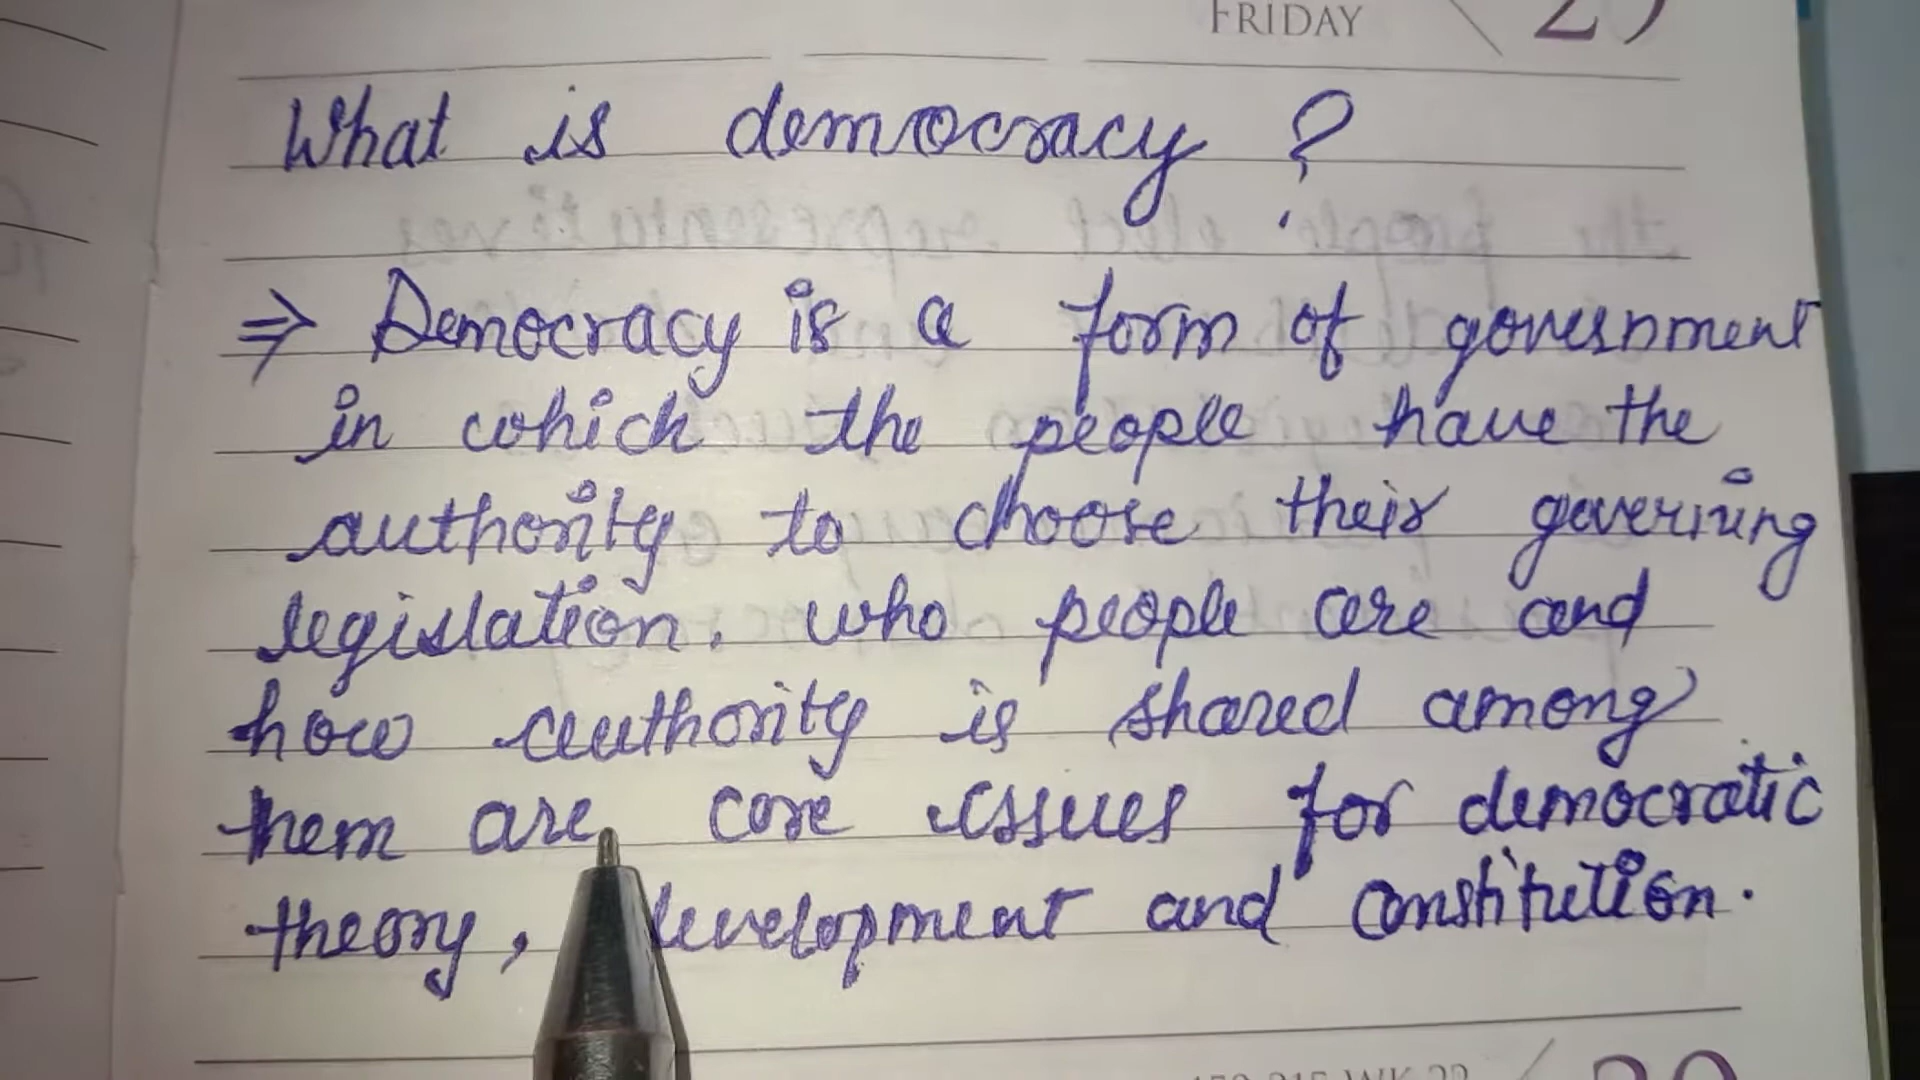 FRIDAY
What is democracy ?
⇒ Democracy is a form of government
in which the people have the
authority to choose their governing
legislation. who people are and
how authority is shared among
them are core issues for democratic
theory, development and constitution.